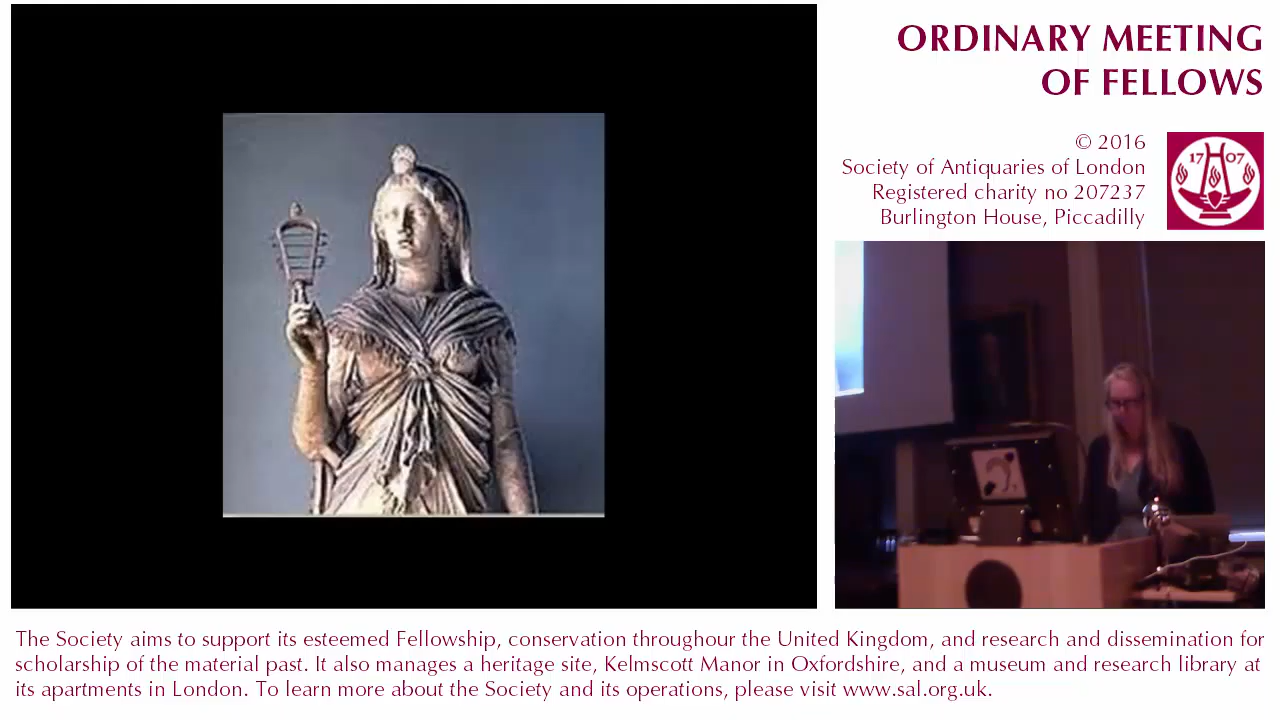 ORDINARY MEETING
OF FELLOWS
© 2016
Society of Antiquaries of London
Registered charity no 207237
Burlington House, Piccadilly
17 07
The Society aims to support its esteemed Fellowship, conservation throughour the United Kingdom, and research and dissemination for
scholarship of the material past. It also manages a heritage site, Kelmscott Manor in Oxfordshire, and a museum and research library at
its apartments in London. To learn more about the Society and its operations, please visit www.sal.org.uk.